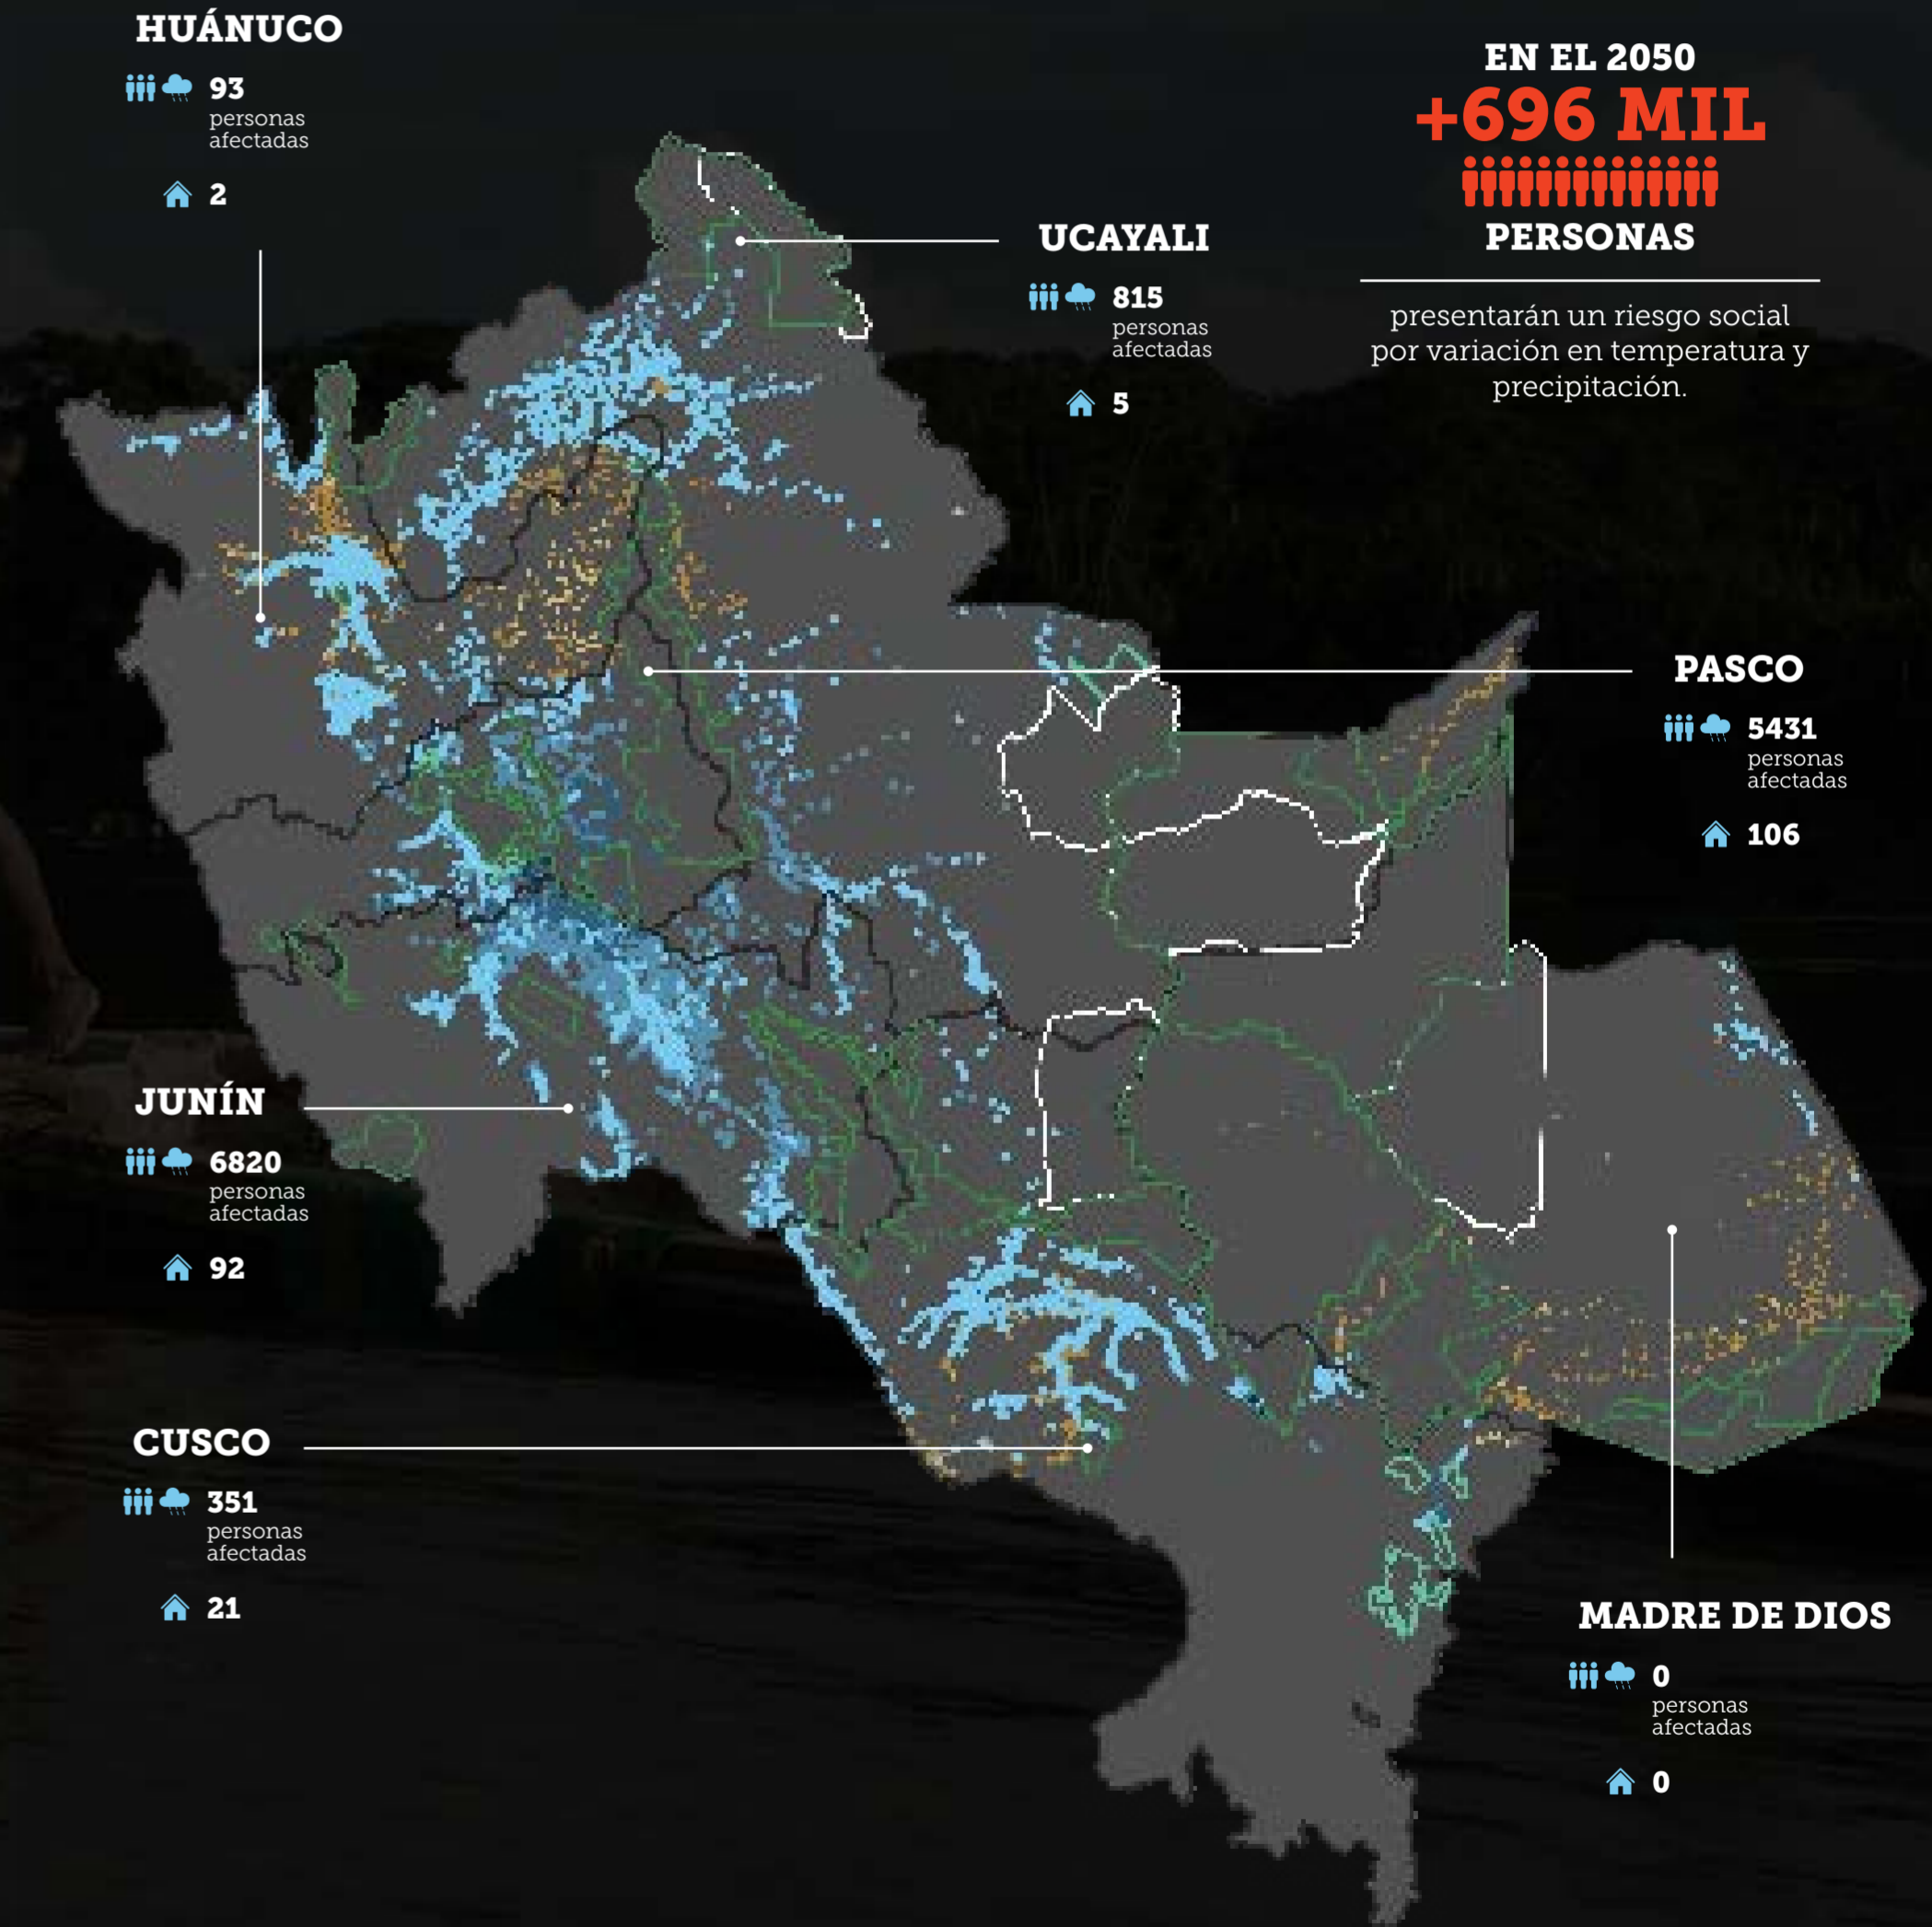 HUÁNUCO
93
personas
afectadas
2
EN EL 2050
+696 MIL
PERSONAS
presentarán un riesgo social
por variación en temperatura y
precipitación.
UCAYALI
815
personas
afectadas
5
PASCO
5431
personas
afectadas
106
JUNÍN
6820
personas
afectadas
92
CUSCO
351
personas
afectadas
21
MADRE DE DIOS
0
personas
afectadas
0